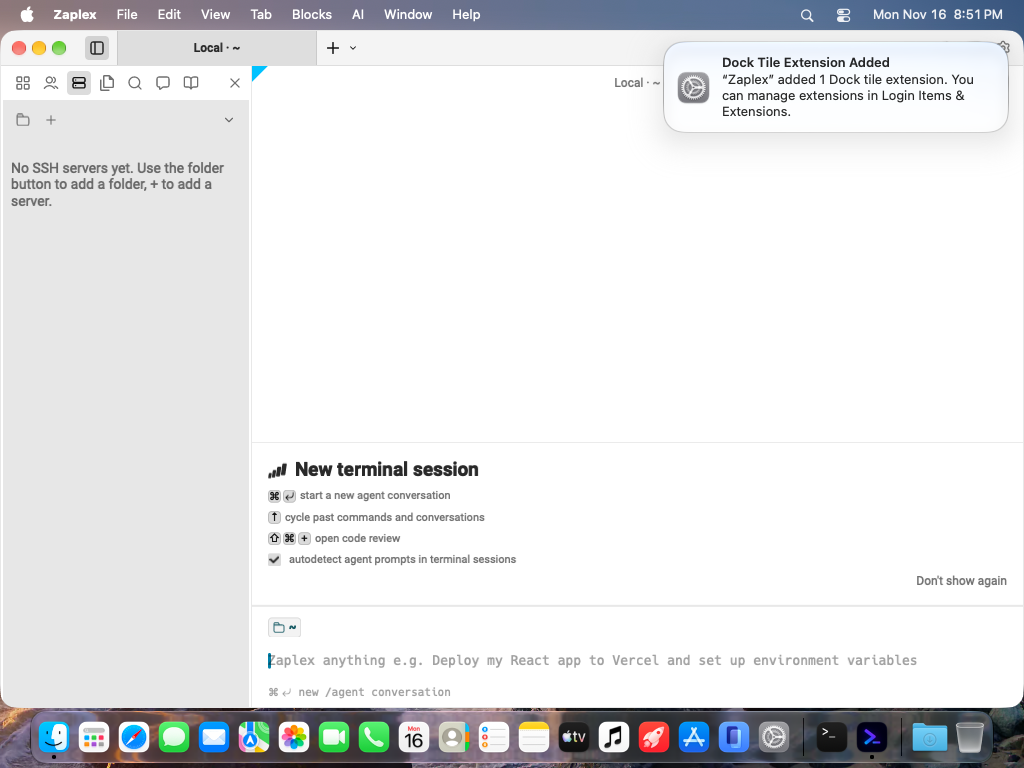 Zaplex File Edit View Tab Blocks AI Window Help Mon Nov 16 8:51 PM
Local · ~
Local · ~
Dock Tile Extension Added
“Zaplex” added 1 Dock tile extension. You
can manage extensions in Login Items &
Extensions.
No SSH servers yet. Use the folder
button to add a folder, + to add a
server.
New terminal session
⌘ ↵ start a new agent conversation
↑ cycle past commands and conversations
⇧ ⌘ + open code review
autodetect agent prompts in terminal sessions
Don't show again
~
Zaplex anything e.g. Deploy my React app to Vercel and set up environment variables
⌘ ↵ new /agent conversation
Mon
16
tv
>_